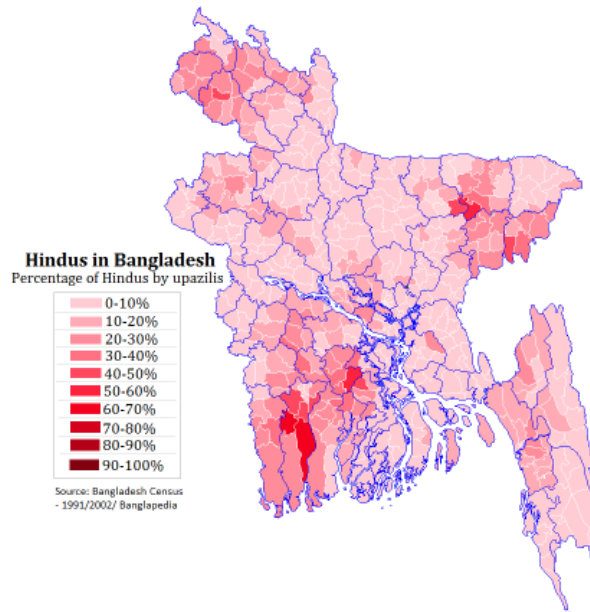 Hindus in Bangladesh
Percentage of Hindus by upazilis
0-10%
10-20%
20-30%
30-40%
40-50%
50-60%
60-70%
70-80%
80-90%
90-100%
Source: Bangladesh Census
- 1991/2002/ Banglapedia